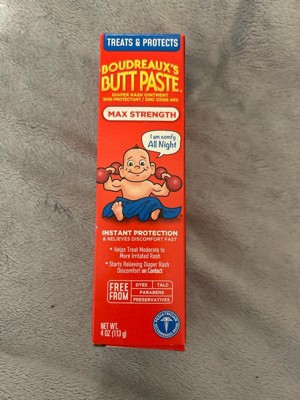 TREATS & PROTECTS
BOUDREAUX'S
BUTT PASTE
DIAPER RASH OINTMENT
SKIN PROTECTANT / ZINC OXIDE 40%
MAX STRENGTH
I am comfy
All Night
INSTANT PROTECTION
& RELIEVES DISCOMFORT FAST
• Helps Treat Moderate to
More Irritated Rash
• Starts Relieving Diaper Rash
Discomfort on Contact
FREE FROM
DYES TALC
PARABENS
PRESERVATIVES
NET WT.
4 OZ (113 g)
PEDIATRICIAN
RECOMMENDED